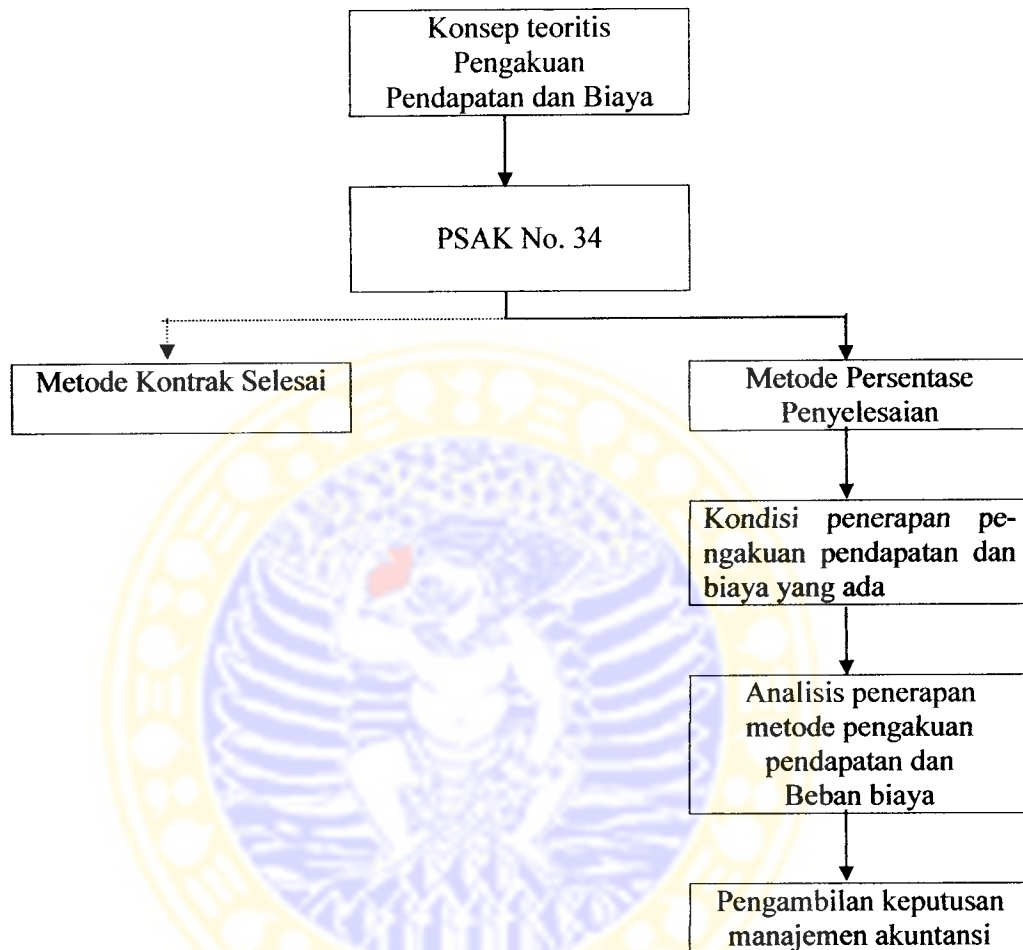 Konsep teoritis
Pengakuan
Pendapatan dan Biaya
PSAK No. 34
Metode Kontrak Selesai
Metode Persentase
Penyelesaian
Kondisi penerapan pe-
ngakuan pendapatan dan
biaya yang ada
Analisis penerapan
metode pengakuan
pendapatan dan
Beban biaya
Pengambilan keputusan
manajemen akuntansi